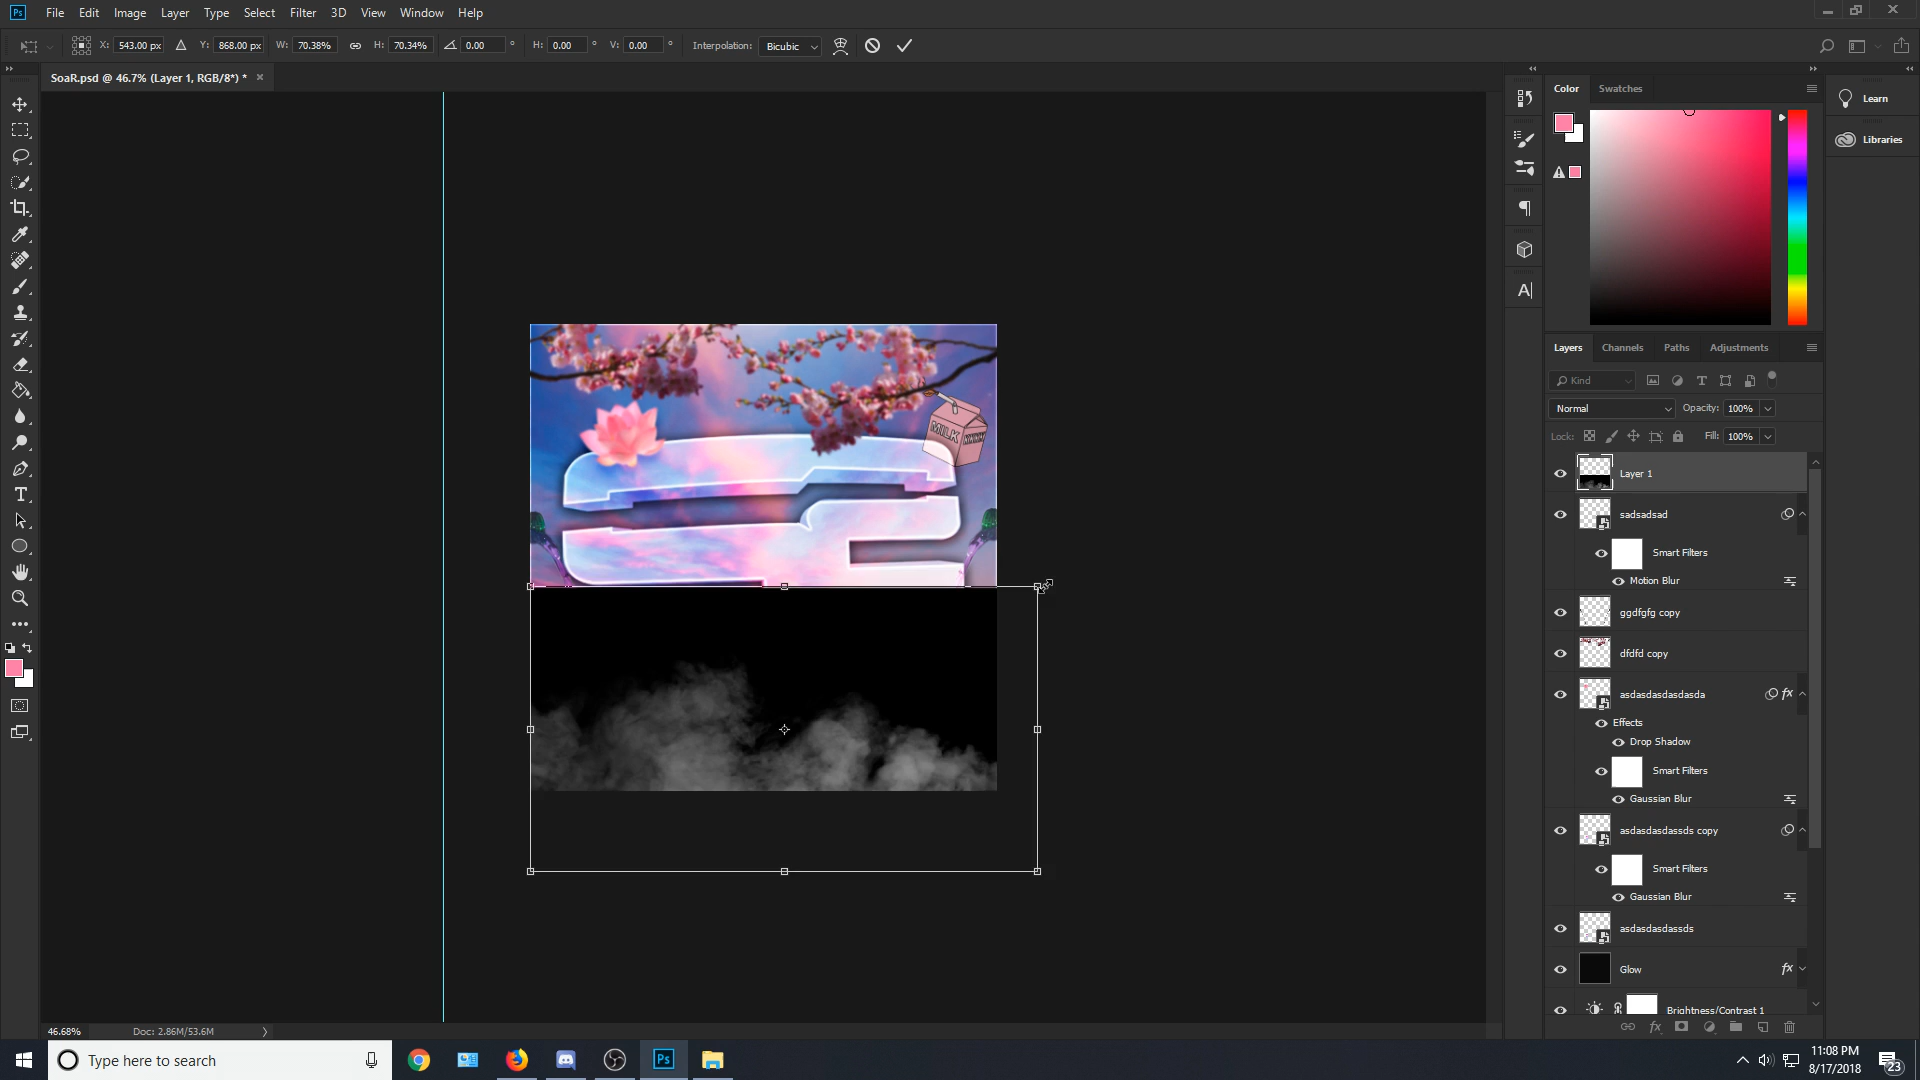 Ps File Edit Image Layer Type Select Filter 3D View Window Help
X: 543.00 px Y: 868.00 px W: 70.38% H: 70.34% 0.00 ° H: 0.00 ° V: 0.00 ° Interpolation: Bicubic
SoaR.psd @ 46.7% (Layer 1, RGB/8*) * ×
Color Swatches
Learn
Libraries
MILK
Layers Channels Paths Adjustments
Kind
Normal Opacity: 100%
Lock: Fill: 100%
Layer 1
sadsadsad
Smart Filters
Motion Blur
ggdfgfg copy
dfdfd copy
asdasdasdasdasda fx
Effects
Drop Shadow
Smart Filters
Gaussian Blur
asdasdasdassds copy
Smart Filters
Gaussian Blur
asdasdasdassds
Glow fx
Brightness/Contrast 1
fx
46.68% Doc: 2.86M/53.6M
Type here to search
Ps
11:08 PM
8/17/2018
23